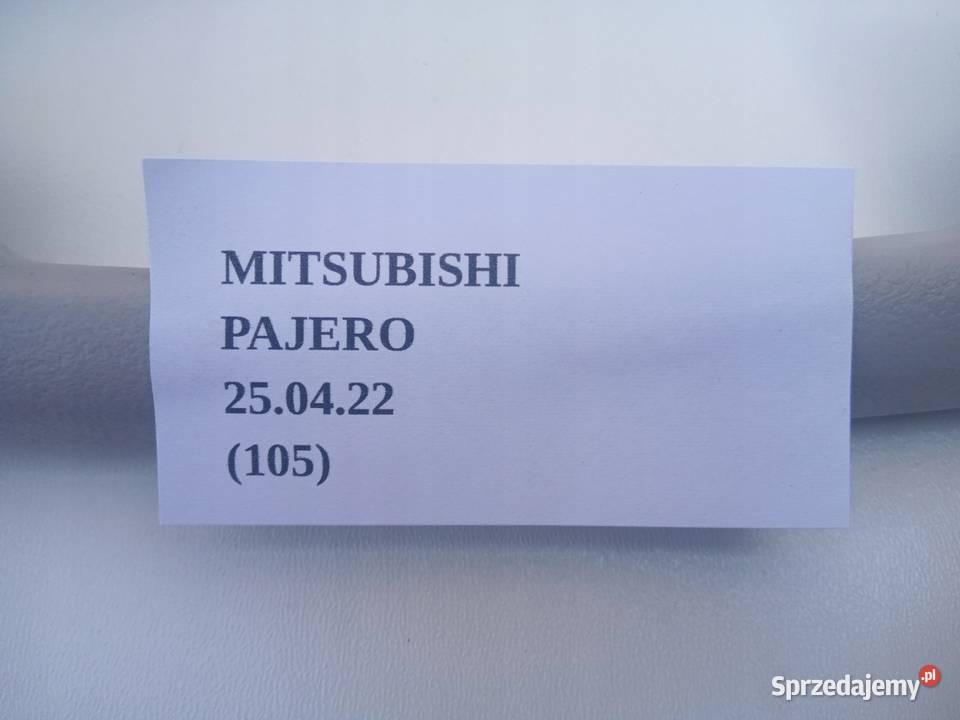 MITSUBISHI
PAJERO
25.04.22
(105)
Sprzedajemy.pl